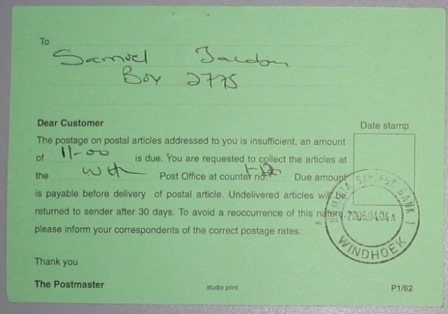 To
Samuel
Box 2775
Dear Customer
Date stamp
The postage on postal articles addressed to you is insufficient, an amount
of 11-00 is due. You are requested to collect the articles at
the Post Office at counter no. Due amount
is payable before delivery of postal article. Undelivered articles will
returned to sender after 30 days. To avoid a reoccurrence of this nature,
please inform your correspondents of the correct postage rates.
SAVINGS BANK
2006.04.04
WINDHOEK
Thank you
The Postmaster
studio print
P1/62